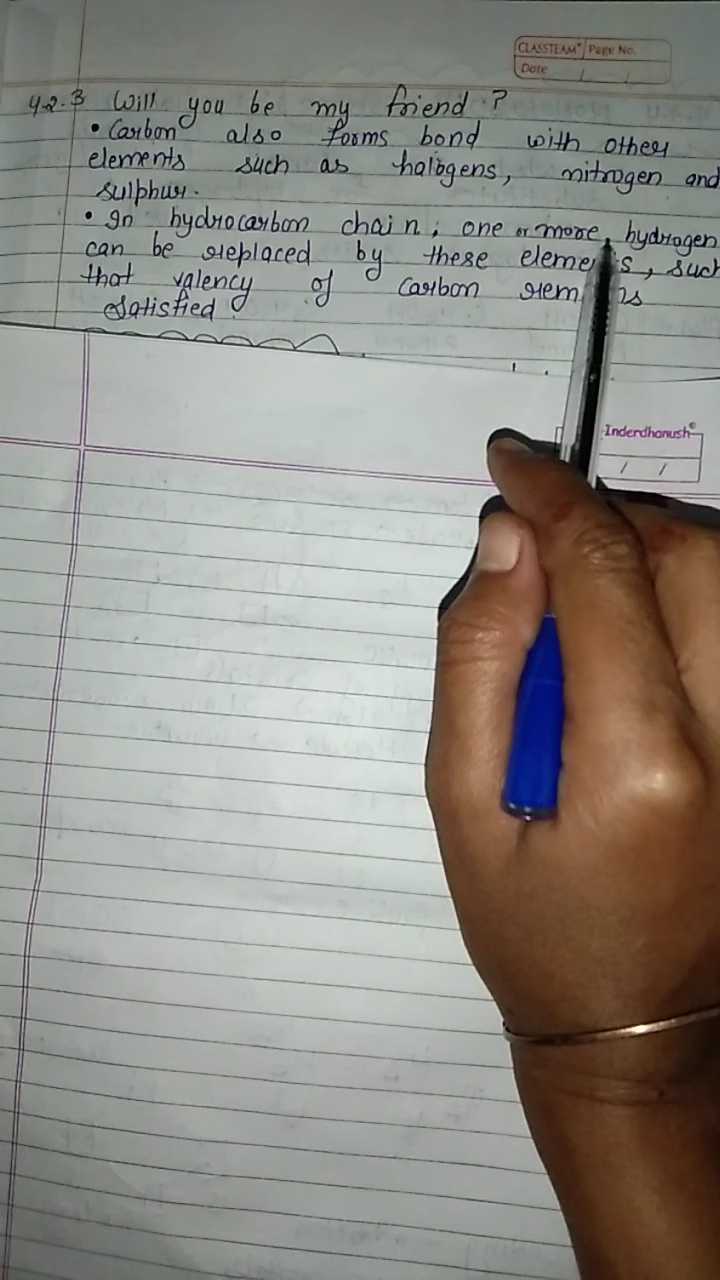 CLASSTEAM® Page No.
Date / /
4.2.3 Will you be my friend ?
• Carbon also forms bond with other
elements such as halogens, nitrogen and
sulphur.
• In hydrocarbon chain, one or more, hydrogen
can be replaced by these elements, such
that valency of carbon remains
satisfied.
Inderdhanush®
/ /